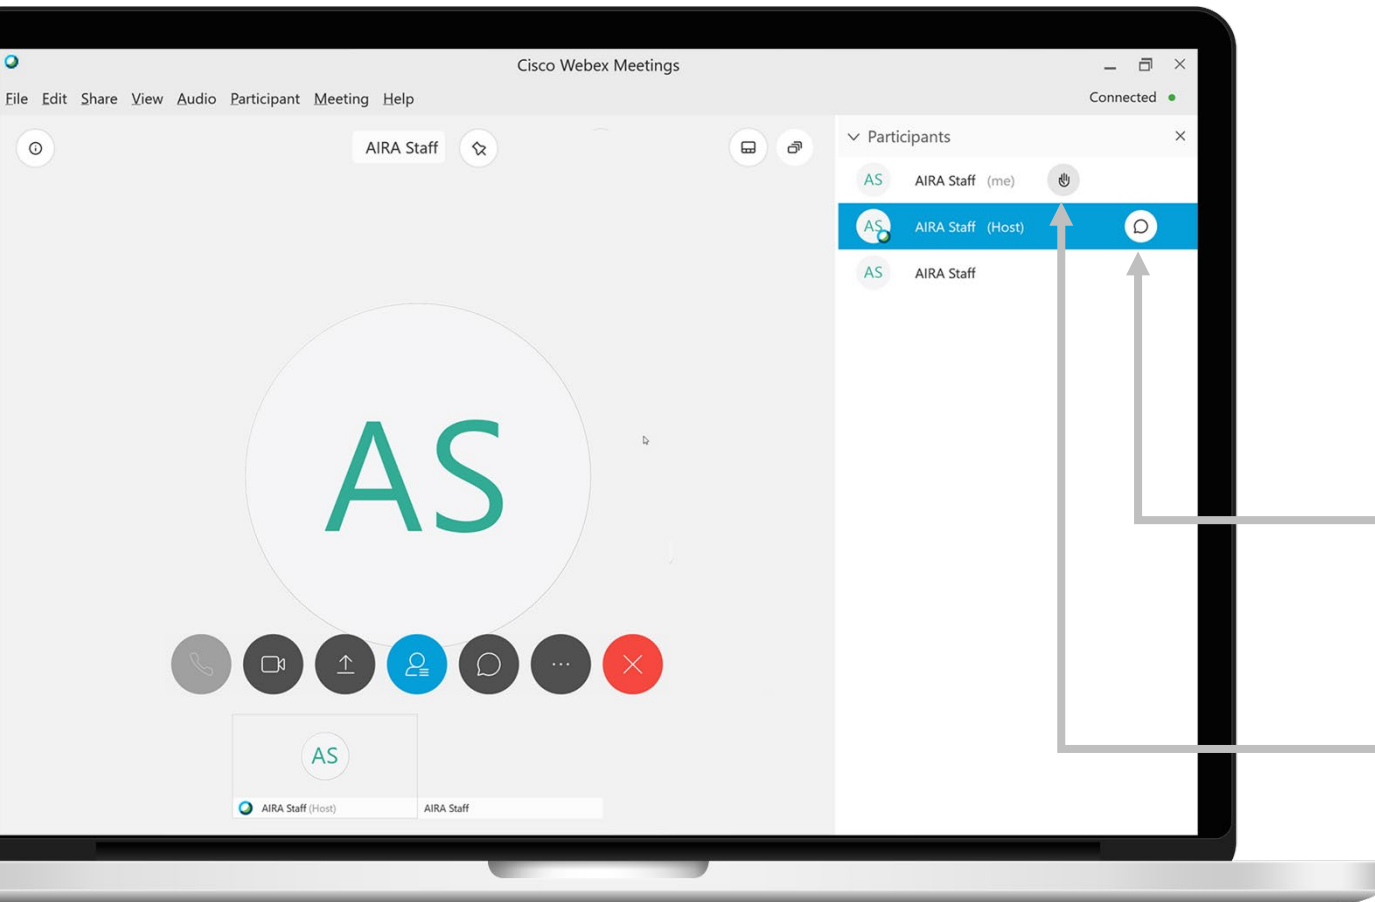 Cisco Webex Meetings
File Edit Share View Audio Participant Meeting Help
Connected
AIRA Staff
Participants
AS AIRA Staff (me)
AS AIRA Staff (Host)
AS AIRA Staff
AS
AS
AIRA Staff (Host)
AIRA Staff